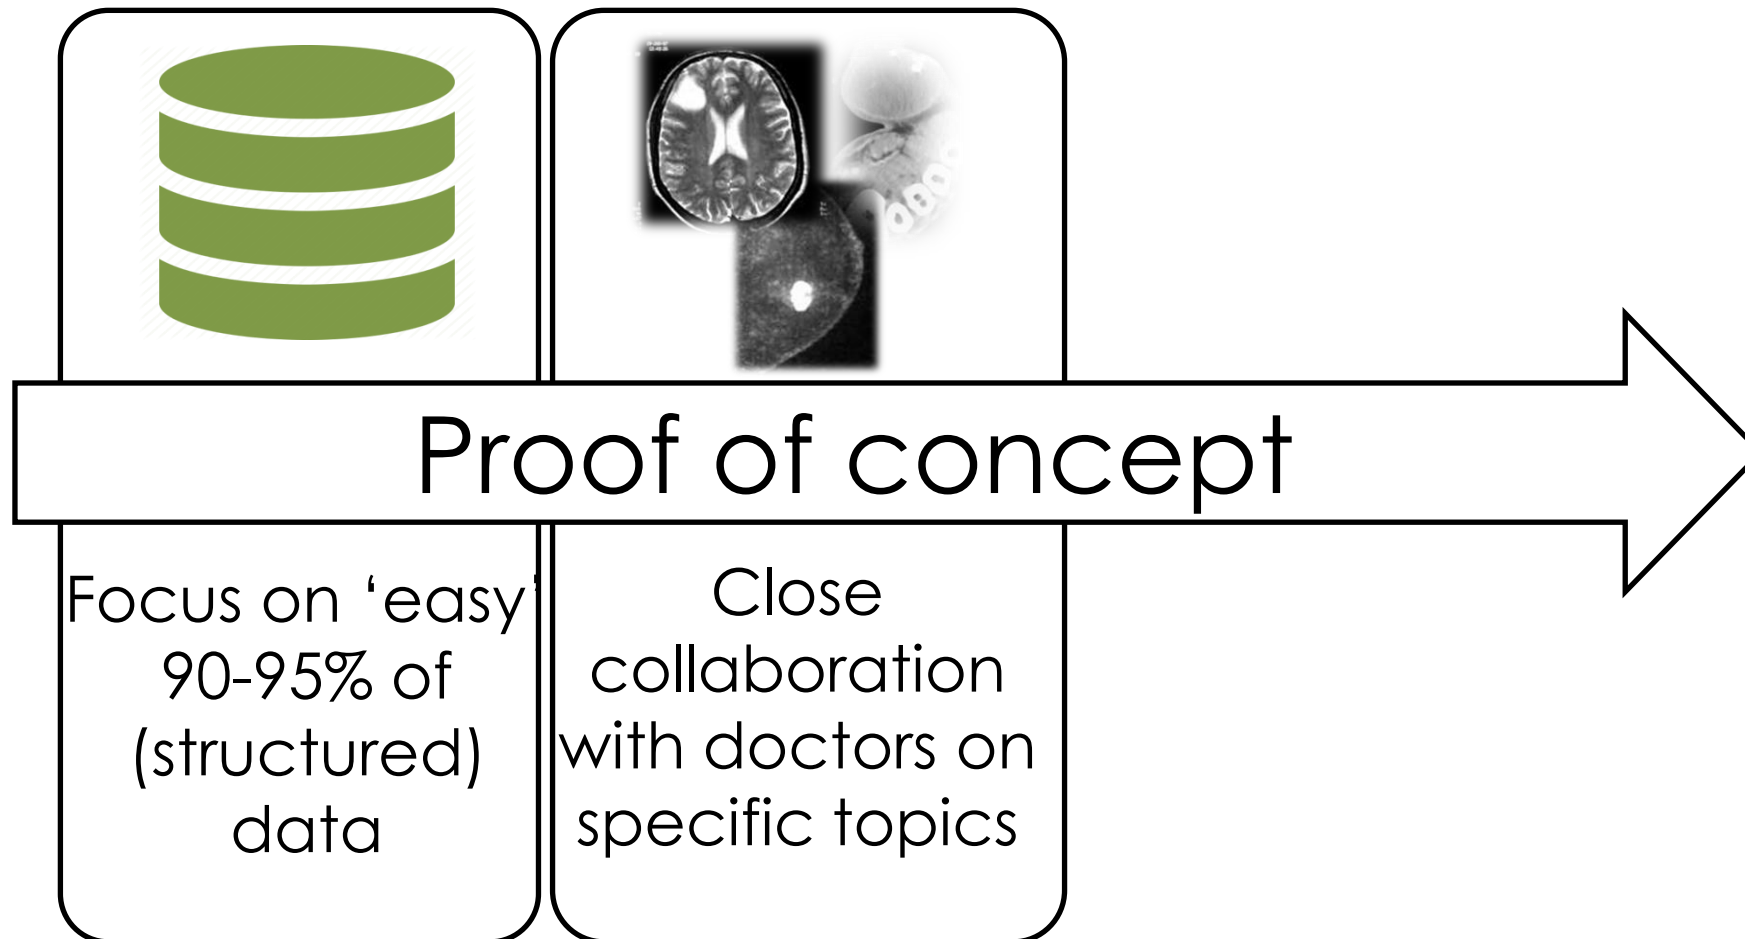 Proof of concept
Focus on ‘easy’
90-95% of
(structured)
data
Close
collaboration
with doctors on
specific topics